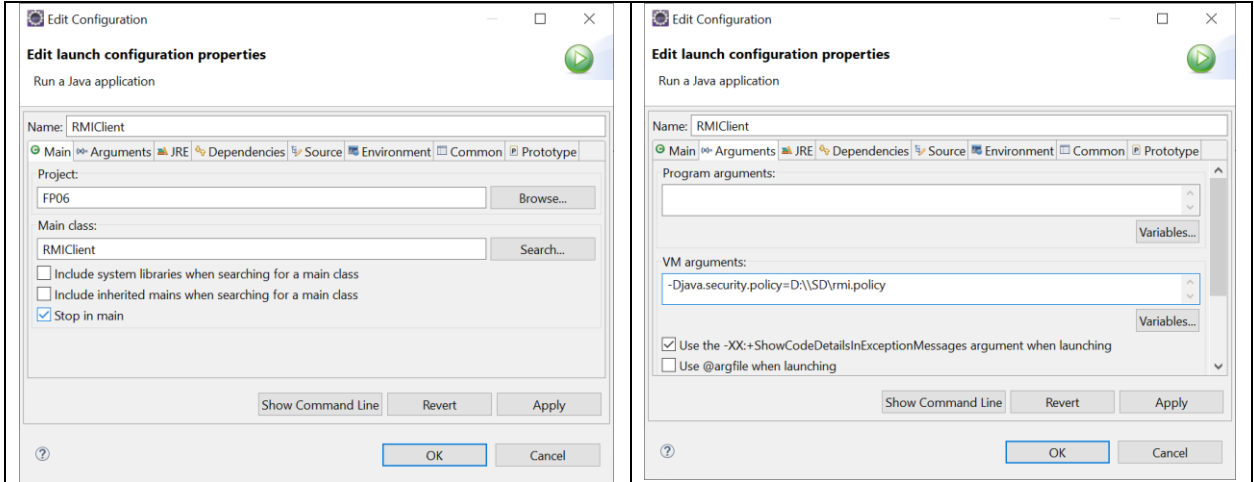 Edit Configuration
Edit launch configuration properties
Run a Java application
Name: RMIClient
Main Arguments JRE Dependencies Source Environment Common Prototype
Project:
FP06 Browse...
Main class:
RMIClient Search...
Include system libraries when searching for a main class
Include inherited mains when searching for a main class
Stop in main
Show Command Line Revert Apply
OK Cancel
Edit Configuration
Edit launch configuration properties
Run a Java application
Name: RMIClient
Main Arguments JRE Dependencies Source Environment Common Prototype
Program arguments:
Variables...
VM arguments:
-Djava.security.policy=D:\\SD\rmi.policy
Variables...
Use the -XX:+ShowCodeDetailsInExceptionMessages argument when launching
Use @argfile when launching
Show Command Line Revert Apply
OK Cancel